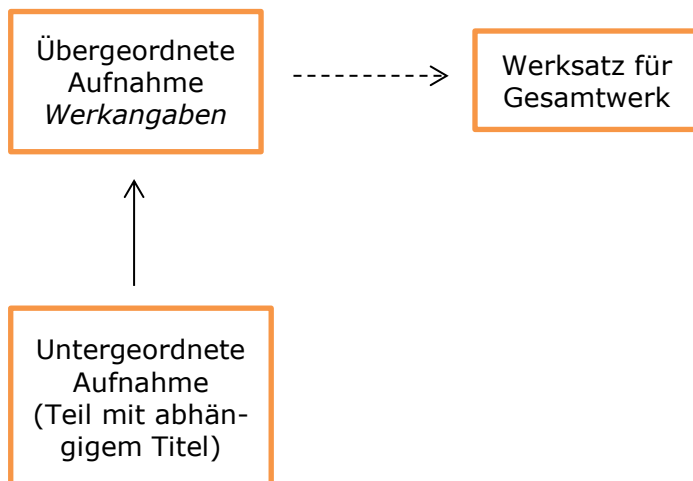 Übergeordnete
Aufnahme
Werkangaben
Werksatz für
Gesamtwerk
Untergeordnete
Aufnahme
(Teil mit abhän-
gigem Titel)